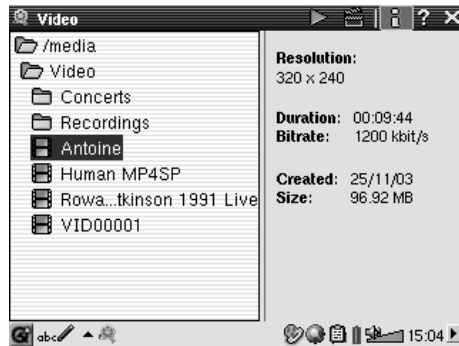 Video
/media
Video
Concerts
Recordings
Antoine
Human MP4SP
Rowa...tkinson 1991 Live
VID00001
Resolution:
320 x 240
Duration: 00:09:44
Bitrate: 1200 kbit/s
Created: 25/11/03
Size: 96.92 MB
abc
15:04